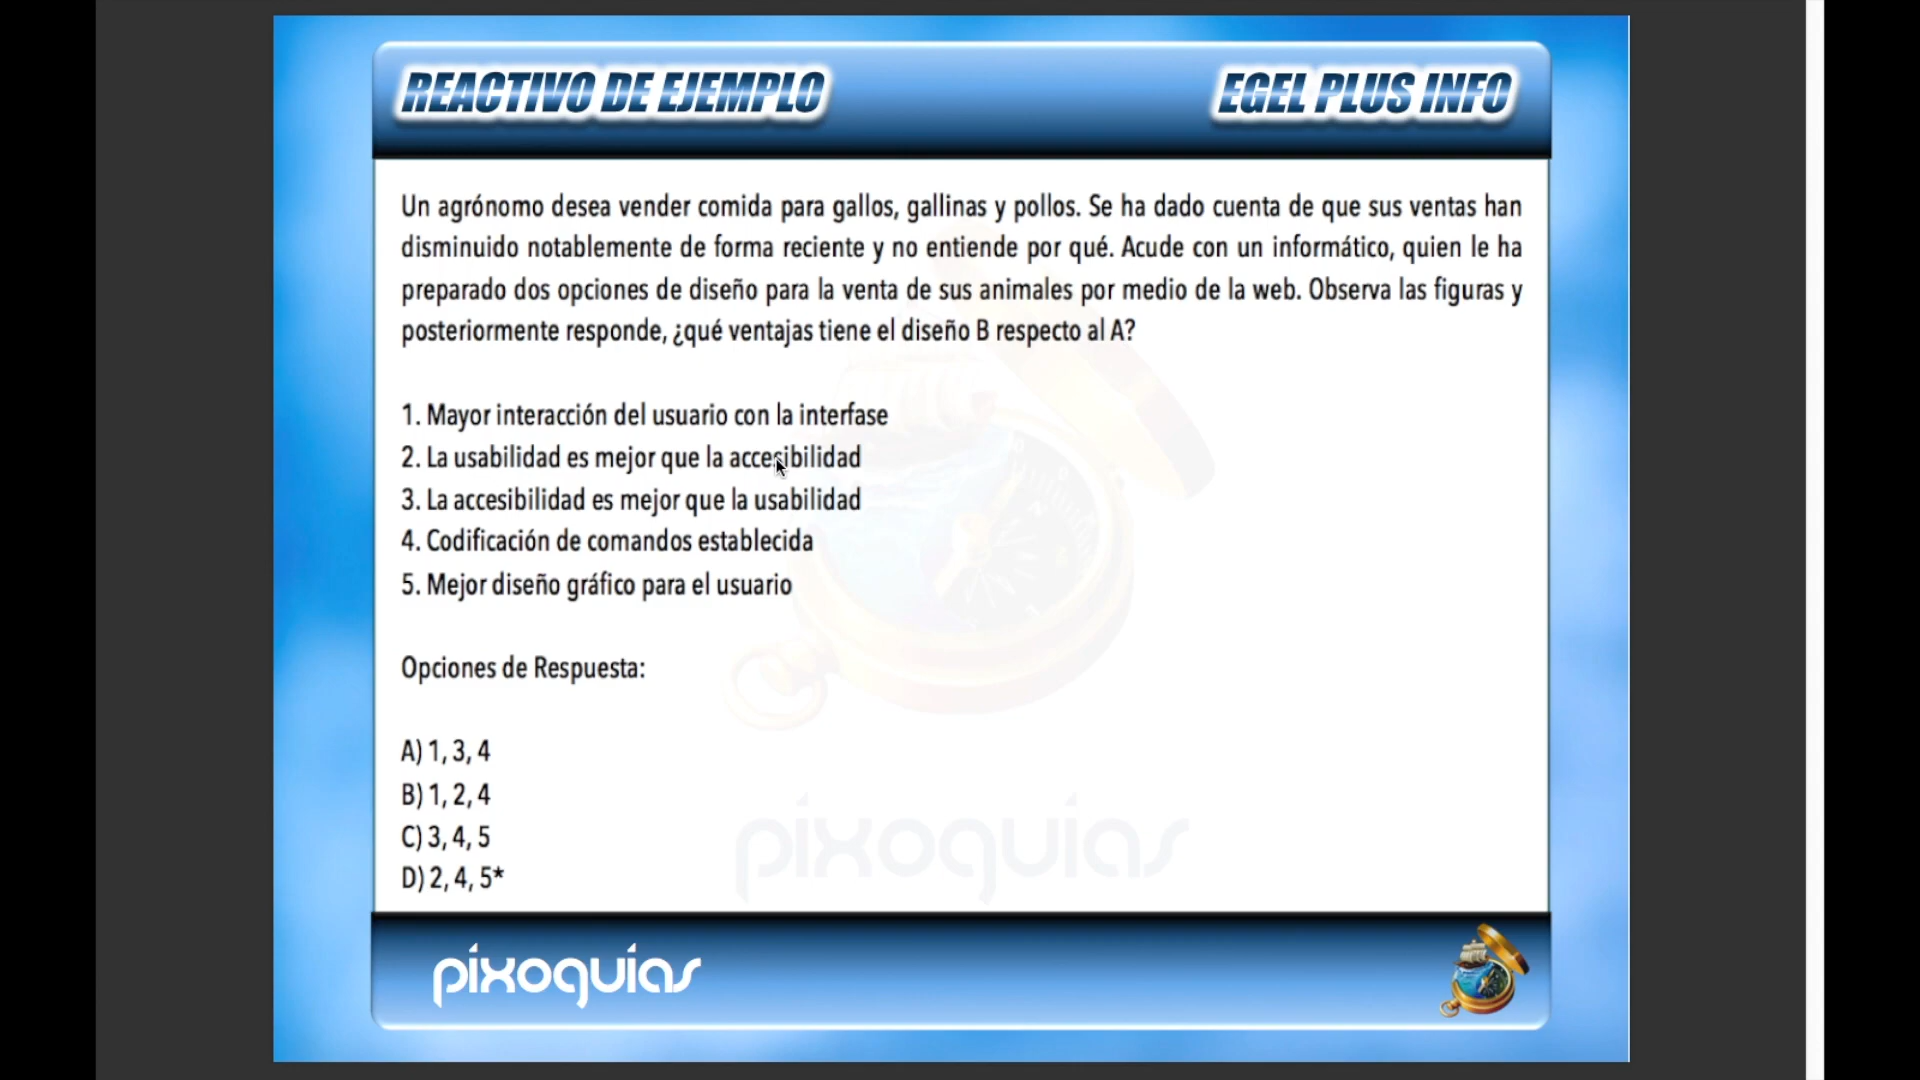 REACTIVO DE EJEMPLO
EGEL PLUS INFO
Un agrónomo desea vender comida para gallos, gallinas y pollos. Se ha dado cuenta de que sus ventas han
disminuido notablemente de forma reciente y no entiende por qué. Acude con un informático, quien le ha
preparado dos opciones de diseño para la venta de sus animales por medio de la web. Observa las figuras y
posteriormente responde, ¿qué ventajas tiene el diseño B respecto al A?
1. Mayor interacción del usuario con la interfase
2. La usabilidad es mejor que la accesibilidad
3. La accesibilidad es mejor que la usabilidad
4. Codificación de comandos establecida
5. Mejor diseño gráfico para el usuario
Opciones de Respuesta:
A) 1, 3, 4
B) 1, 2, 4
C) 3, 4, 5
D) 2, 4, 5*
pixoguias
pixoguias